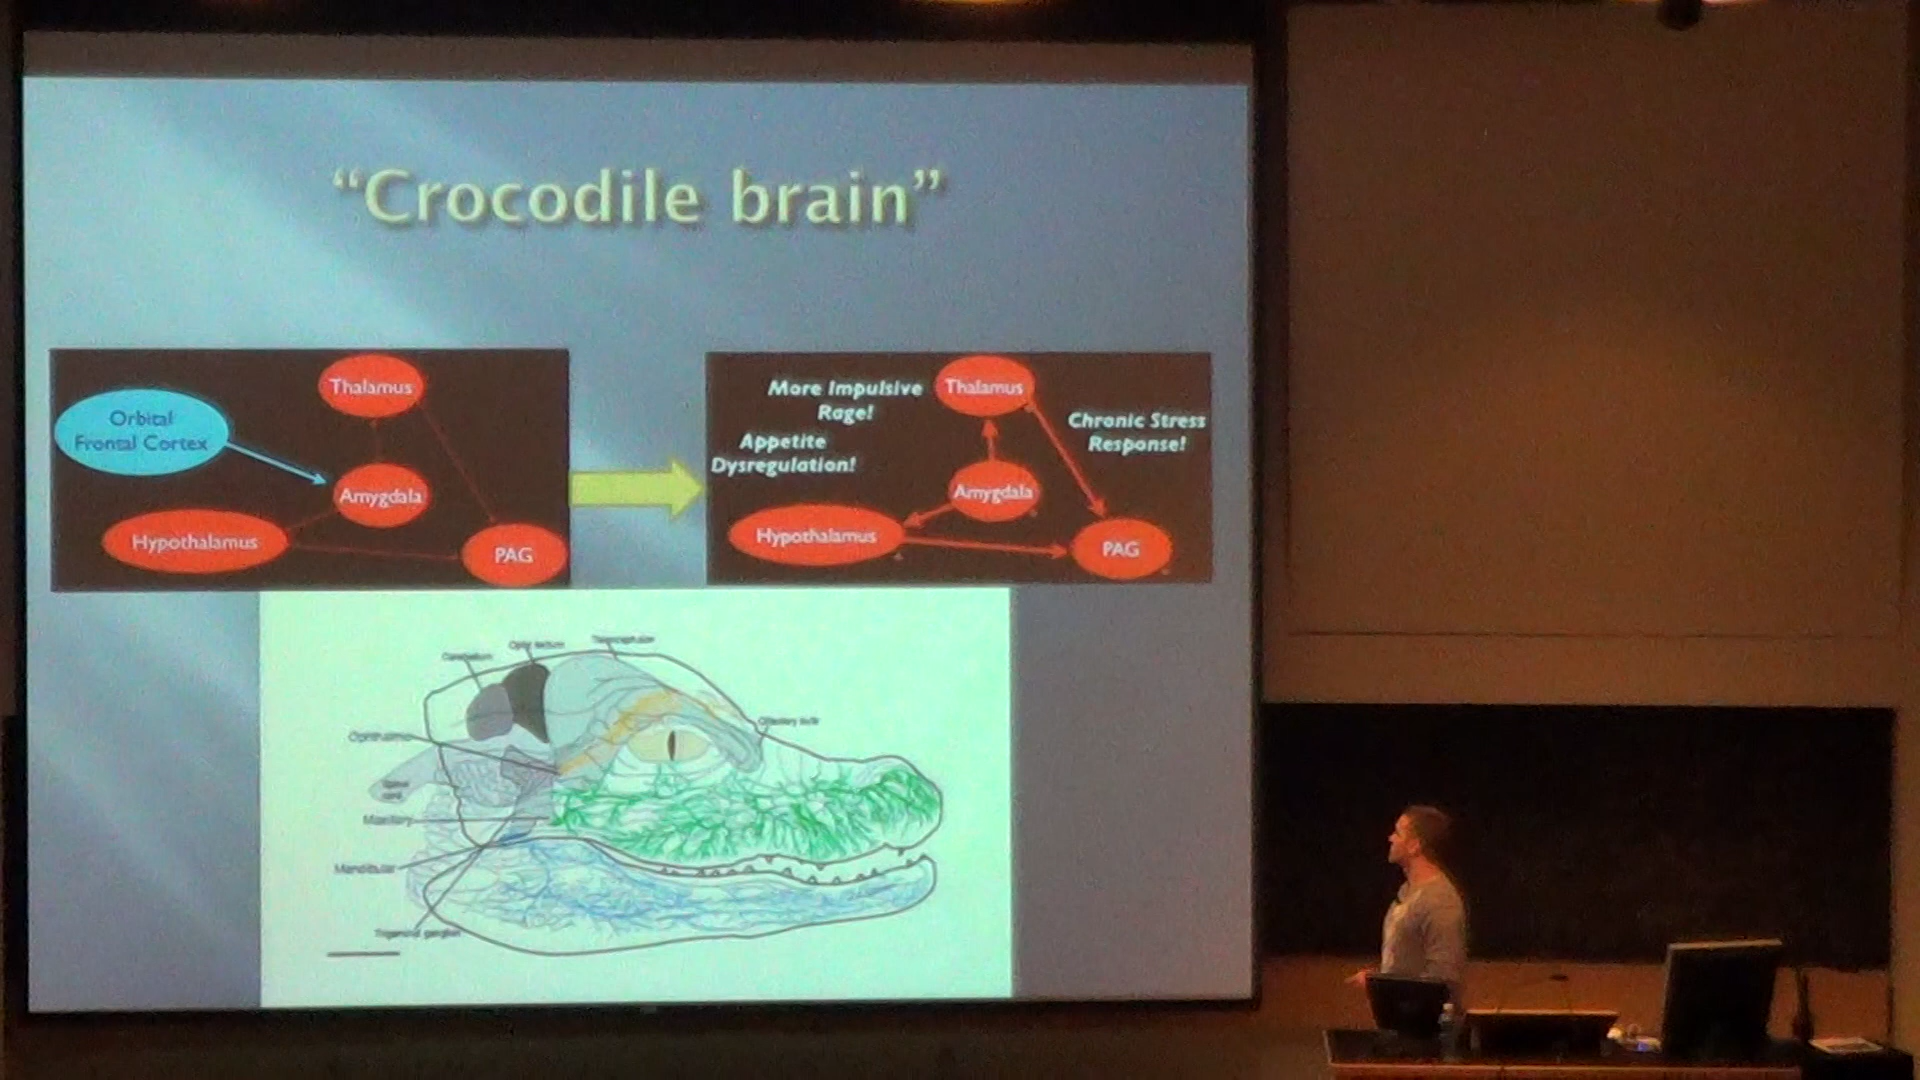 “Crocodile brain”
Thalamus
Orbital
Frontal Cortex
Amygdala
Hypothalamus
PAG
More Impulsive
Rage!
Thalamus
Chronic Stress
Response!
Appetite
Dysregulation!
Amygdala
Hypothalamus
PAG
Cerebellum
Optic tectum
Olfactory bulb
Ophthalmic
Spinal
cord
Maxillary
Mandibular
Trigeminal ganglion